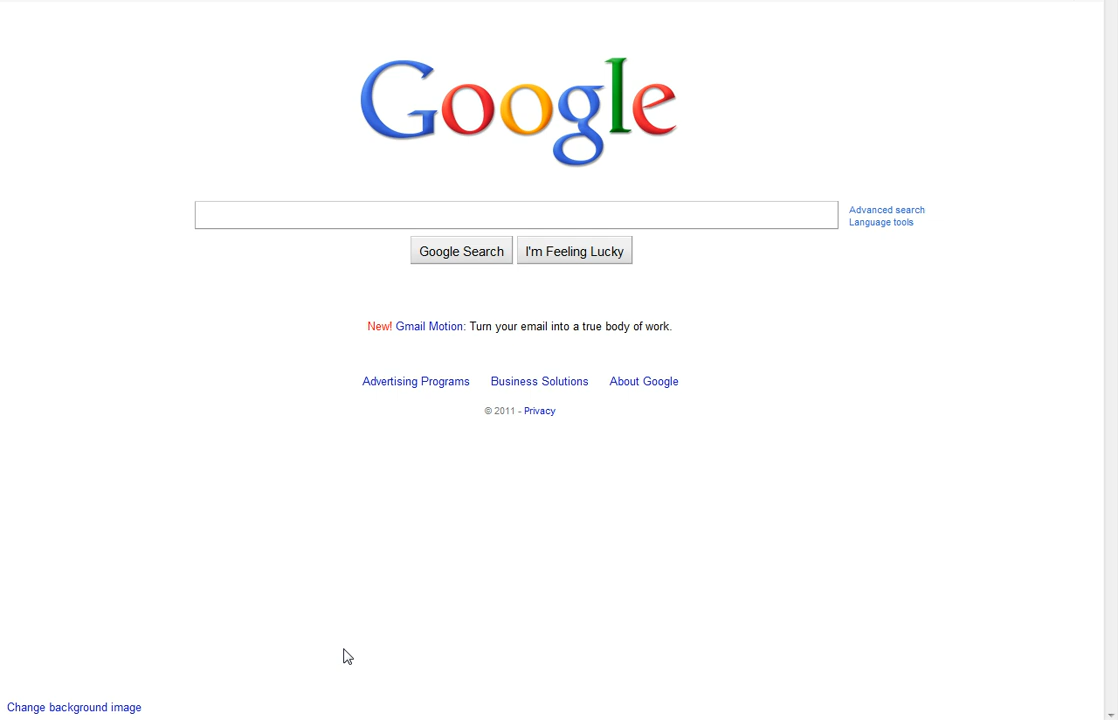 Google
Advanced search
Language tools
Google Search I'm Feeling Lucky
New! Gmail Motion: Turn your email into a true body of work.
Advertising Programs Business Solutions About Google
© 2011 - Privacy
Change background image